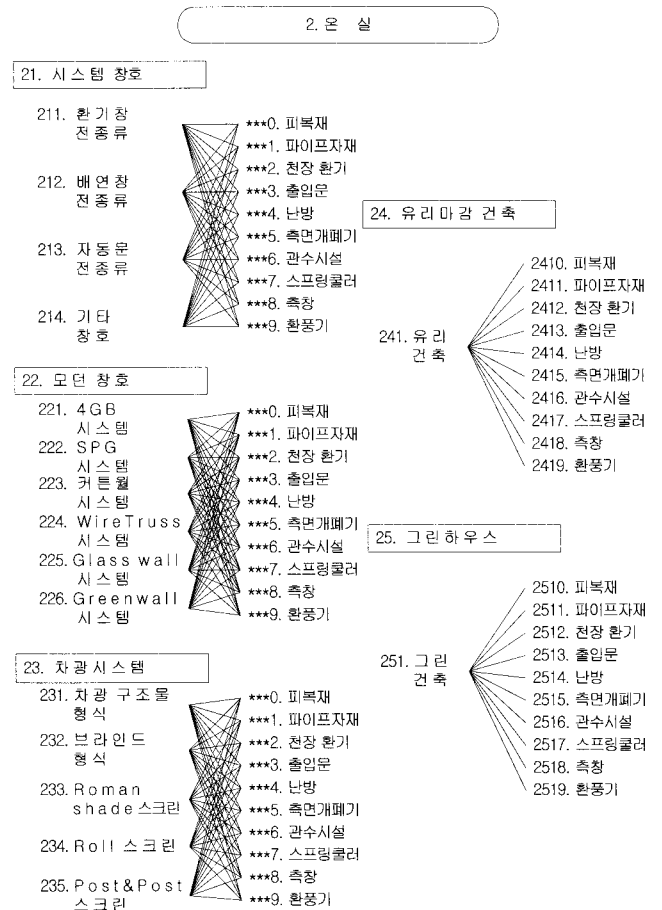 2. 온 실
21. 시스템 창호
211. 환기창
전종류
212. 배연창
전종류
213. 자동문
전종류
214. 기타
창호
***0. 피복재
***1. 파이프자재
***2. 천장 환기
***3. 출입문
***4. 난방
***5. 측면개폐기
***6. 관수시설
***7. 스프링쿨러
***8. 측창
***9. 환풍기
22. 모던 창호
221. 4GB
시스템
222. SPG
시스템
223. 커튼월
시스템
224. WireTruss
시스템
225. Glass wall
시스템
226. Greenwall
시스템
***0. 피복재
***1. 파이프자재
***2. 천장 환기
***3. 출입문
***4. 난방
***5. 측면개폐기
***6. 관수시설
***7. 스프링쿨러
***8. 측창
***9. 환풍기
23. 차광시스템
231. 차광 구조물
형식
232. 브라인드
형식
233. Roman
shade 스크린
234. Roll 스크린
235. Post&Post
스크린
***0. 피복재
***1. 파이프자재
***2. 천장 환기
***3. 출입문
***4. 난방
***5. 측면개폐기
***6. 관수시설
***7. 스프링쿨러
***8. 측창
***9. 환풍기
24. 유리마감 건축
241. 유리
건축
2410. 피복재
2411. 파이프자재
2412. 천장 환기
2413. 출입문
2414. 난방
2415. 측면개폐기
2416. 관수시설
2417. 스프링쿨러
2418. 측창
2419. 환풍기
25. 그린하우스
251. 그린
건축
2510. 피복재
2511. 파이프자재
2512. 천장 환기
2513. 출입문
2514. 난방
2515. 측면개폐기
2516. 관수시설
2517. 스프링쿨러
2518. 측창
2519. 환풍기